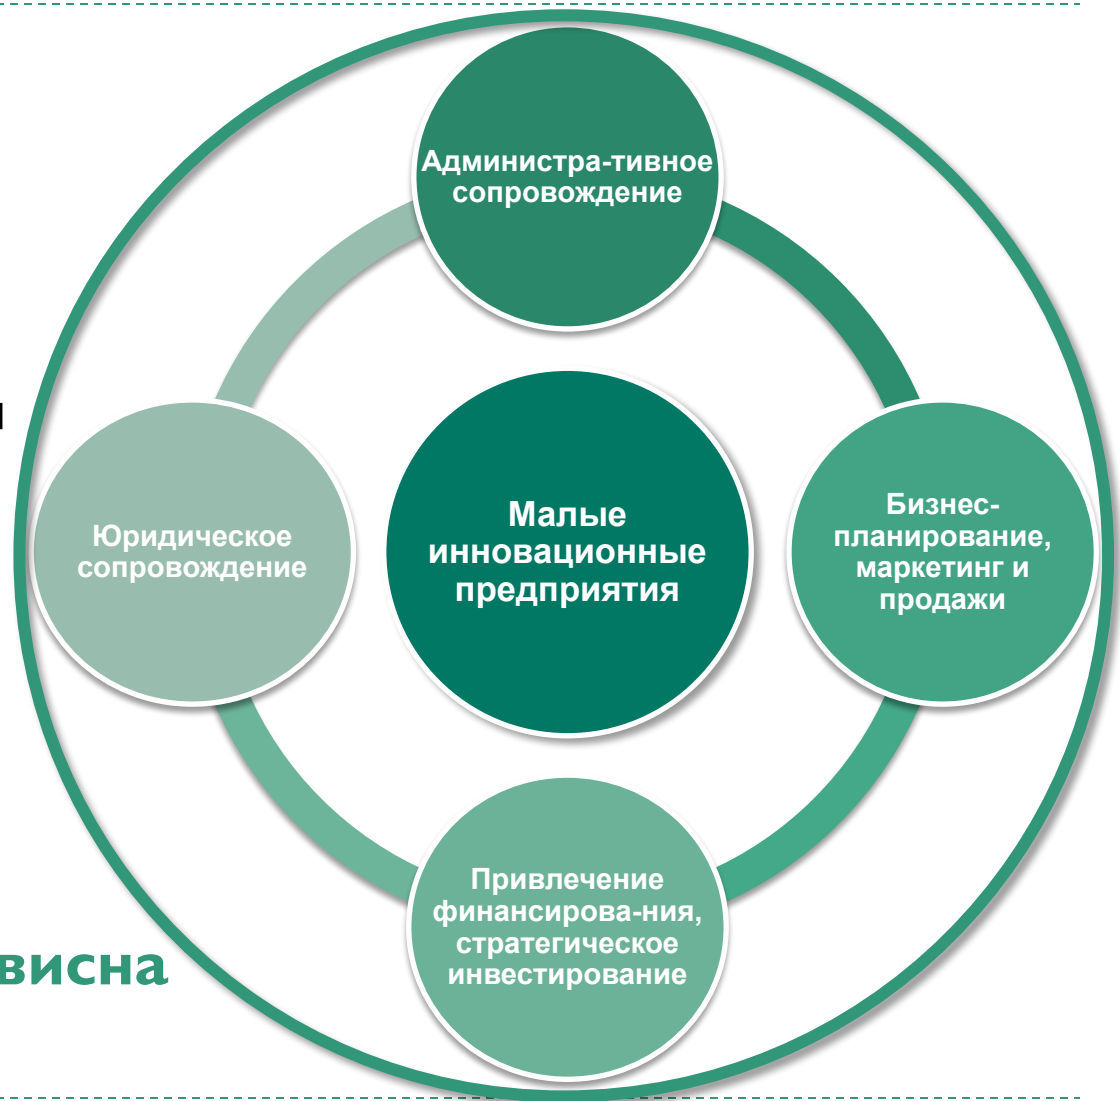 Администра-тивное
сопровождение
Юридическое
сопровождение
Малые
инновационные
предприятия
Бизнес-
планирование,
маркетинг и
продажи
Привлечение
финансирова-ния,
стратегическое
инвестирование
висна